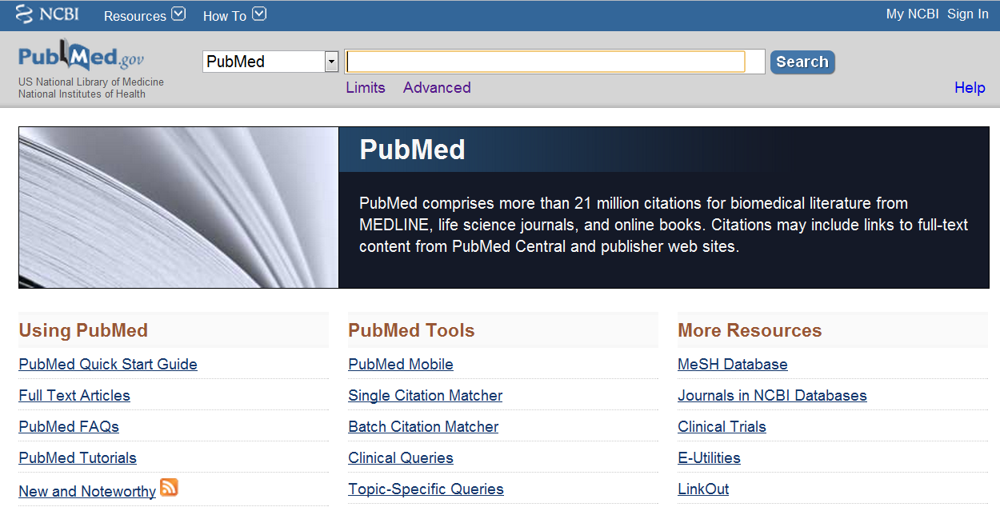 NCBI Resources How To My NCBI Sign In
PubMed.gov
US National Library of Medicine
National Institutes of Health
PubMed Search
Limits Advanced Help
PubMed
PubMed comprises more than 21 million citations for biomedical literature from
MEDLINE, life science journals, and online books. Citations may include links to full-text
content from PubMed Central and publisher web sites.
Using PubMed
PubMed Quick Start Guide
Full Text Articles
PubMed FAQs
PubMed Tutorials
New and Noteworthy
PubMed Tools
PubMed Mobile
Single Citation Matcher
Batch Citation Matcher
Clinical Queries
Topic-Specific Queries
More Resources
MeSH Database
Journals in NCBI Databases
Clinical Trials
E-Utilities
LinkOut